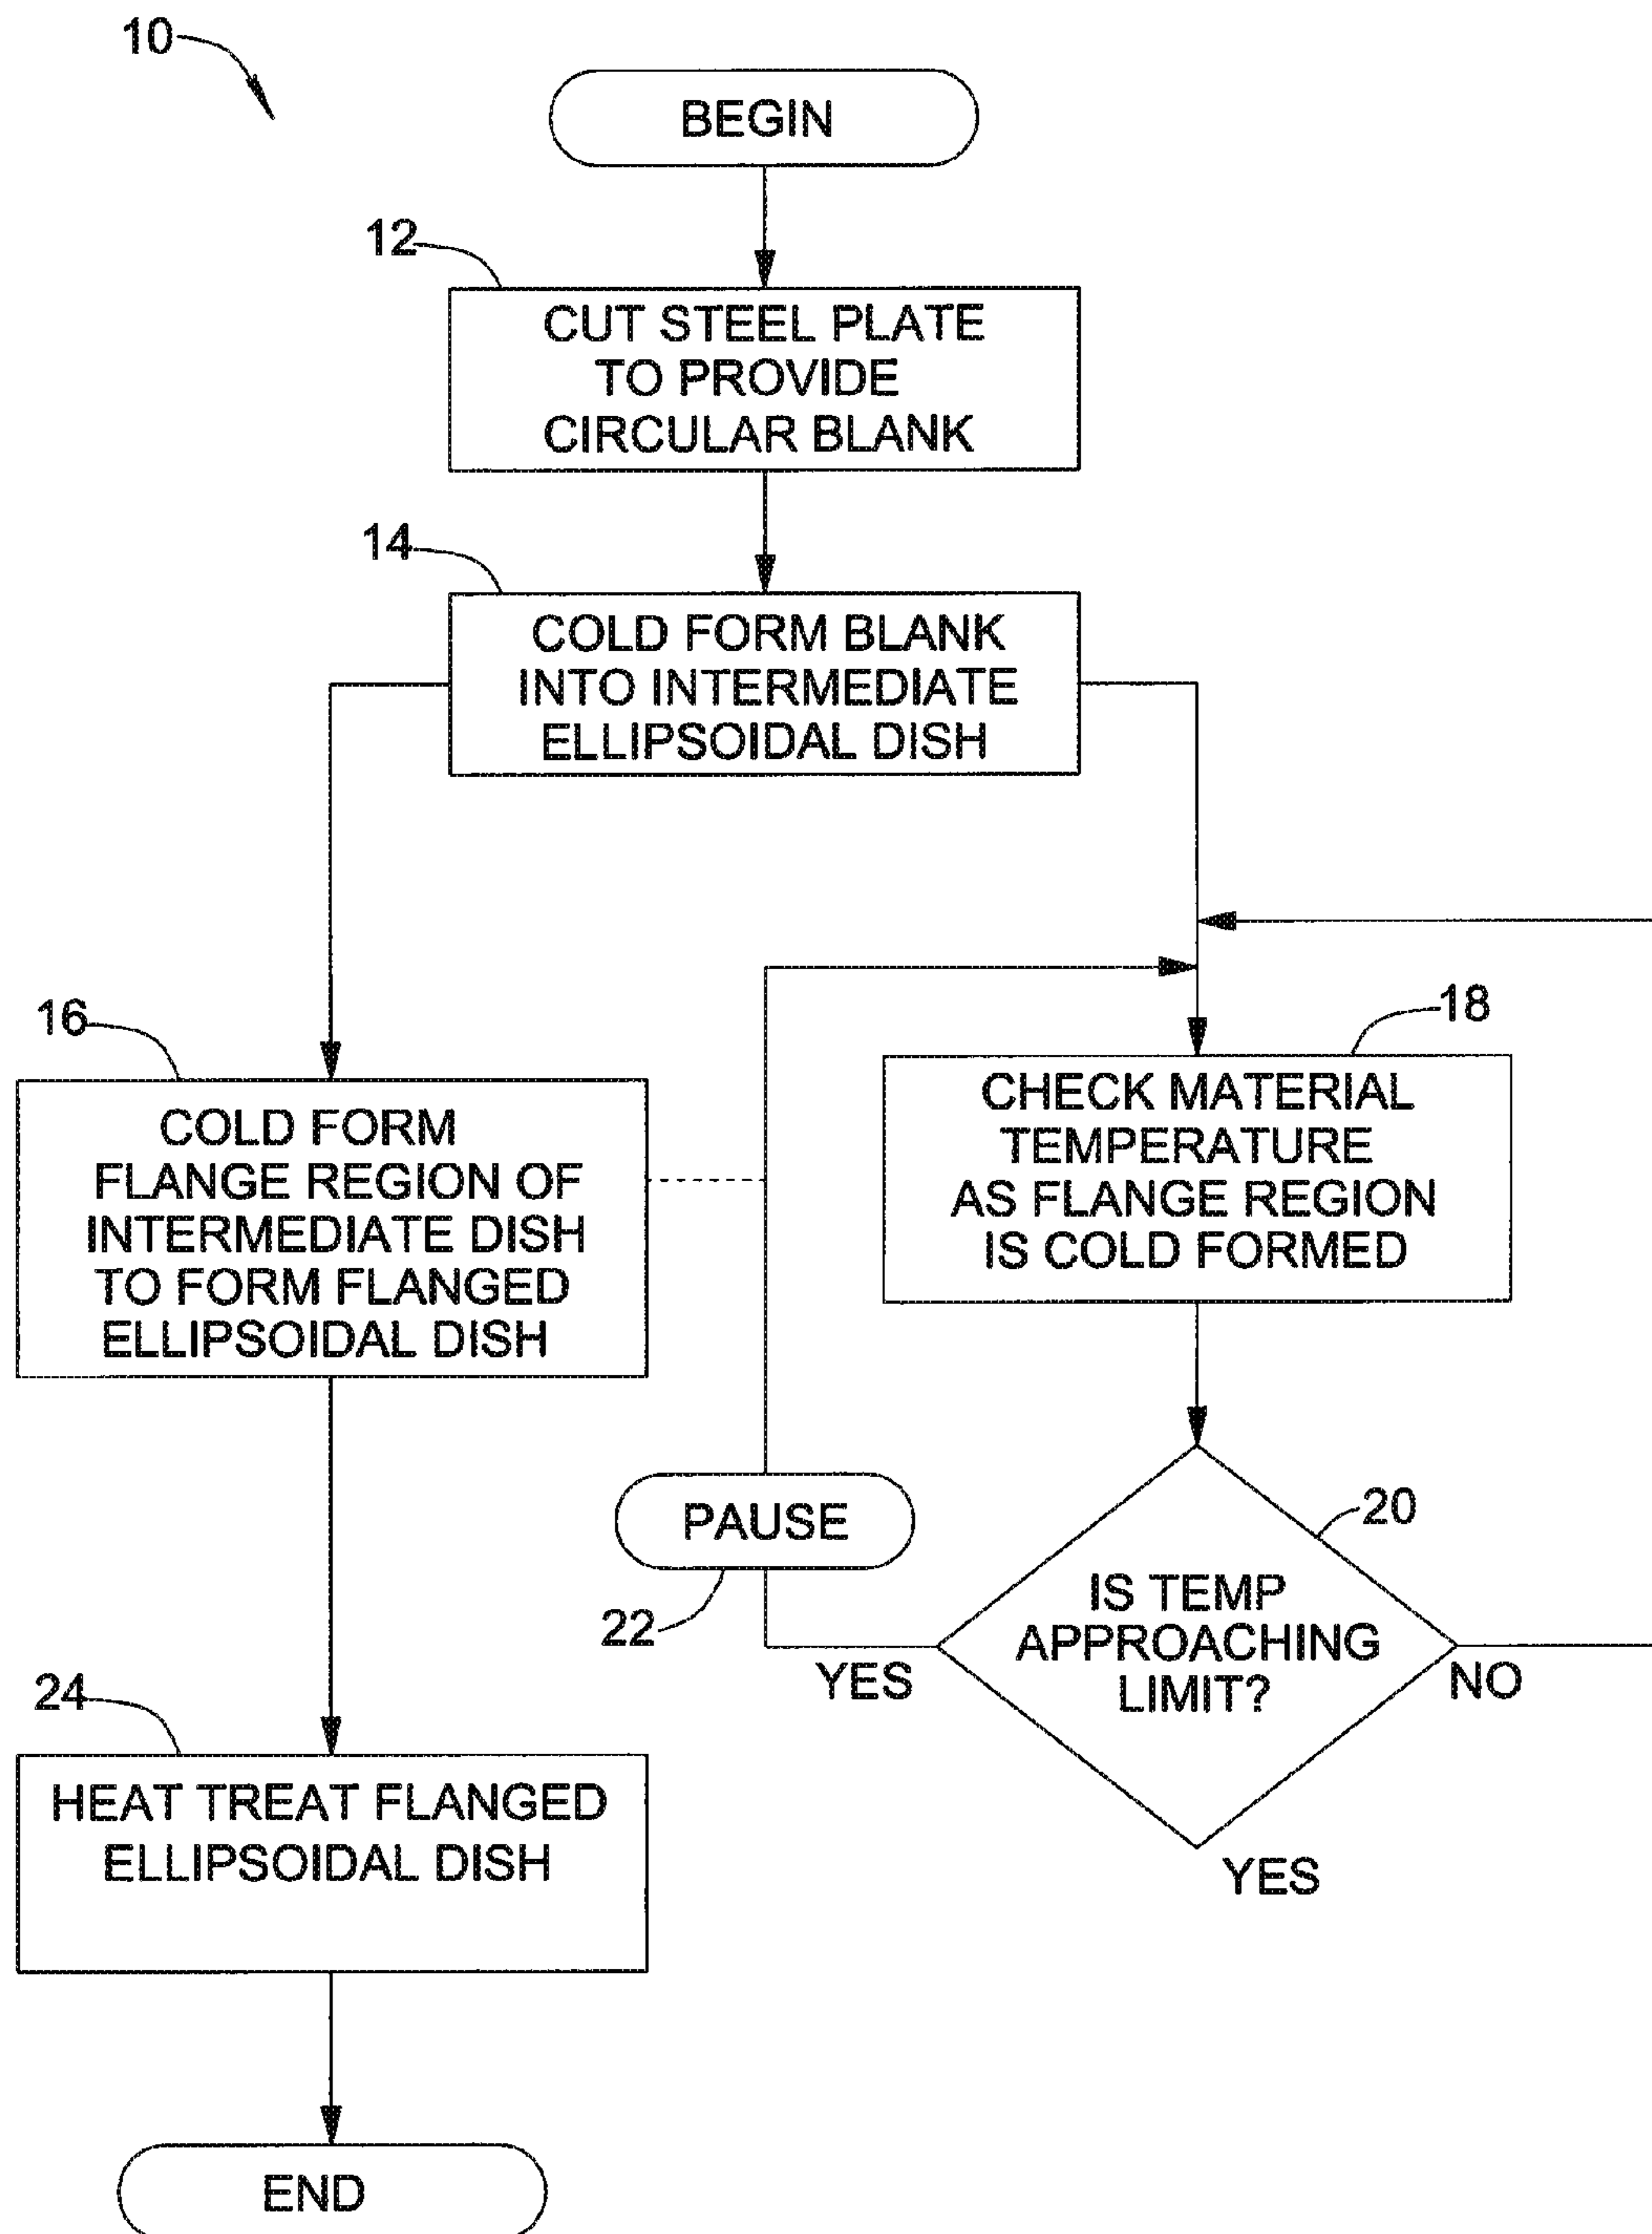 10
BEGIN
12
CUT STEEL PLATE
TO PROVIDE
CIRCULAR BLANK
14
COLD FORM BLANK
INTO INTERMEDIATE
ELLIPSOIDAL DISH
16
COLD FORM
FLANGE REGION OF
INTERMEDIATE DISH
TO FORM FLANGED
ELLIPSOIDAL DISH
18
CHECK MATERIAL
TEMPERATURE
AS FLANGE REGION
IS COLD FORMED
20
IS TEMP
APPROACHING
LIMIT?
YES
NO
YES
PAUSE
22
24
HEAT TREAT FLANGED
ELLIPSOIDAL DISH
END